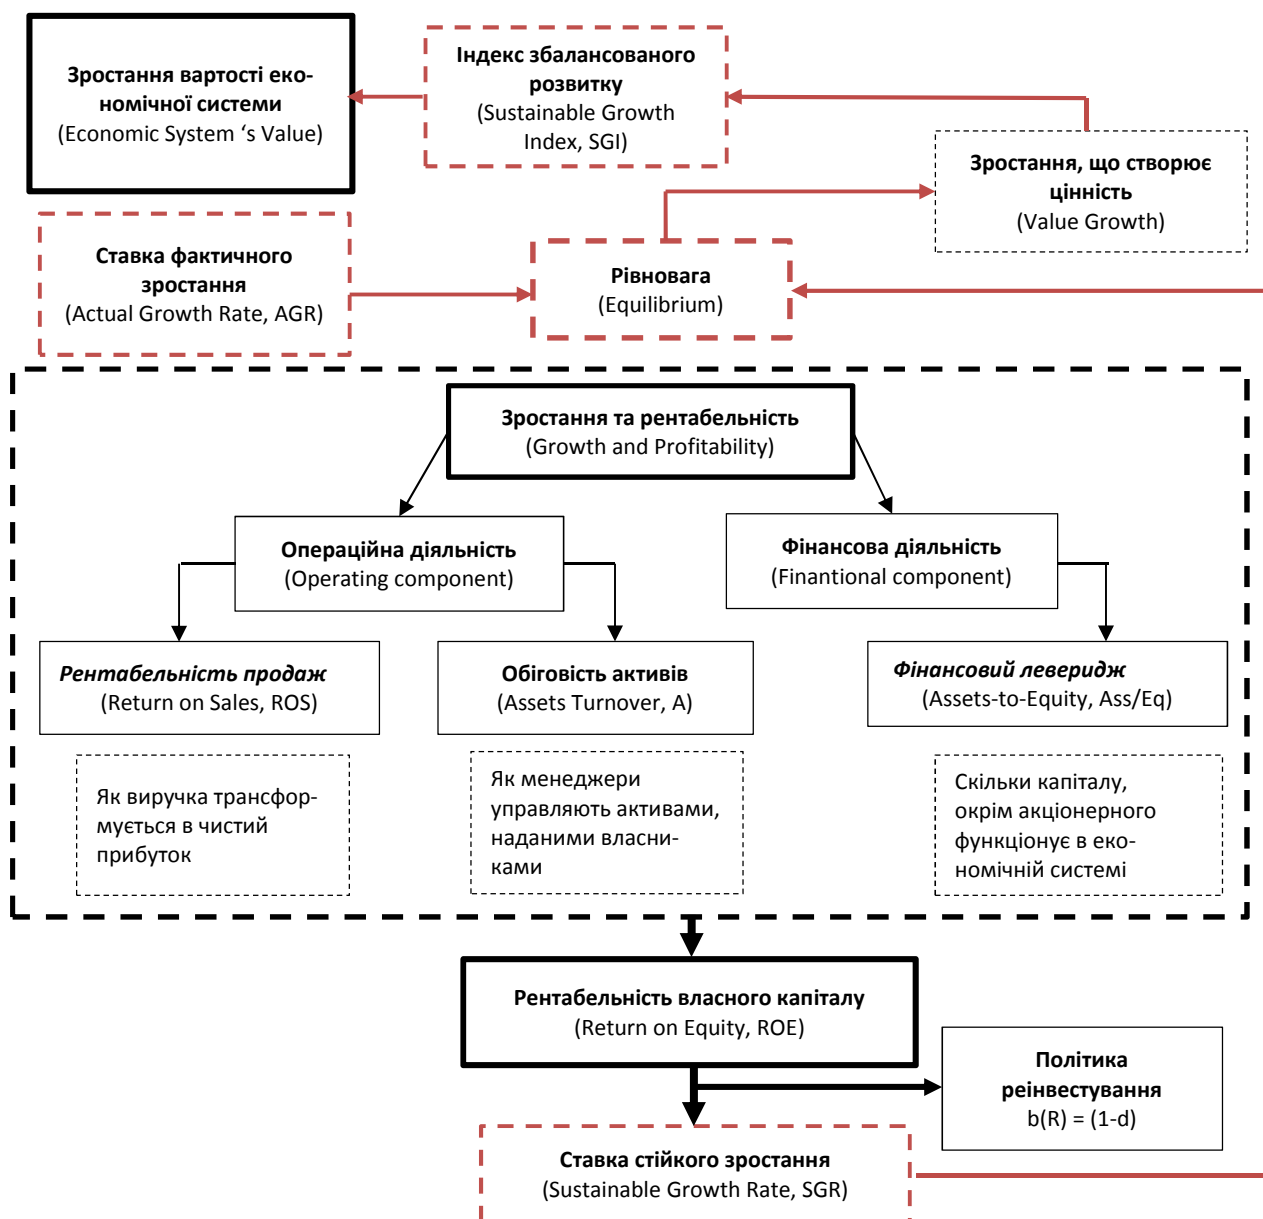 Зростання вартості еко-
номічної системи
(Economic System ‘s Value)
Індекс збалансованого
розвитку
(Sustainable Growth
Index, SGI)
Зростання, що створює
цінність
(Value Growth)
Ставка фактичного
зростання
(Actual Growth Rate, AGR)
Рівновага
(Equilibrium)
Зростання та рентабельність
(Growth and Profitability)
Операційна діяльність
(Operating component)
Фінансова діяльність
(Finantional component)
Рентабельність продаж
(Return on Sales, ROS)
Обіговість активів
(Assets Turnover, A)
Фінансовий леверидж
(Assets-to-Equity, Ass/Eq)
Як виручка трансфор-
мується в чистий
прибуток
Як менеджери
управляють активами,
наданими власни-
ками
Скільки капіталу,
окрім акціонерного
функціонує в еко-
номічній системі
Рентабельність власного капіталу
(Return on Equity, ROE)
Політика
реінвестування
b(R) = (1-d)
Ставка стійкого зростання
(Sustainable Growth Rate, SGR)